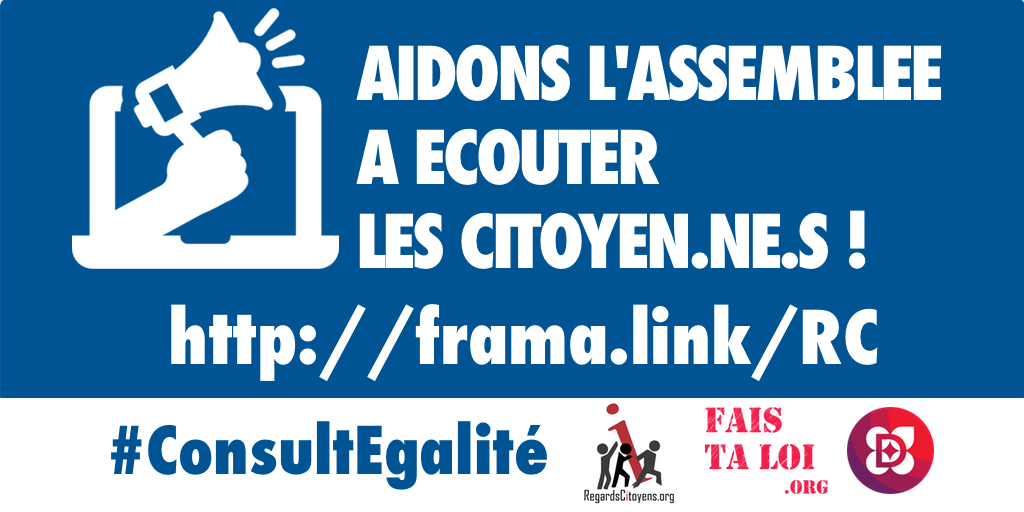 AIDONS L'ASSEMBLEE
A ECOUTER
LES CITOYEN.NE.S !
http://frama.link/RC
#ConsultEgalité
i
RegardsCitoyens.org
FAIS
TA LOI
.ORG
D